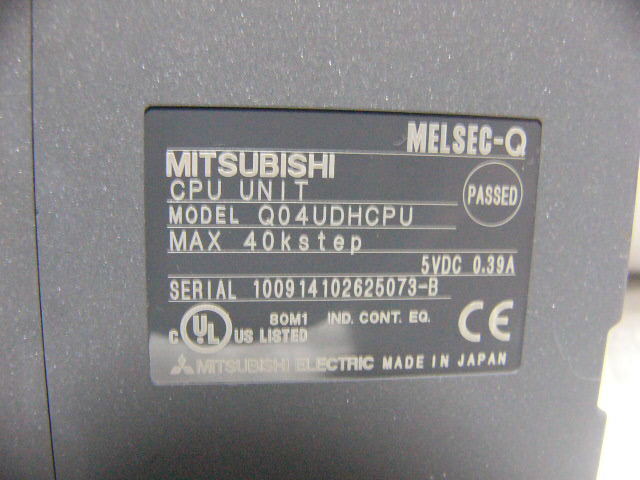 MELSEC-Q
MITSUBISHI
CPU UNIT
PASSED
MODEL Q04UDHCPU
MAX 40kstep
5VDC 0.39A
SERIAL 100914102625073-B
C UL US LISTED 80M1 IND. CONT. EQ. CE
MITSUBISHI ELECTRIC MADE IN JAPAN